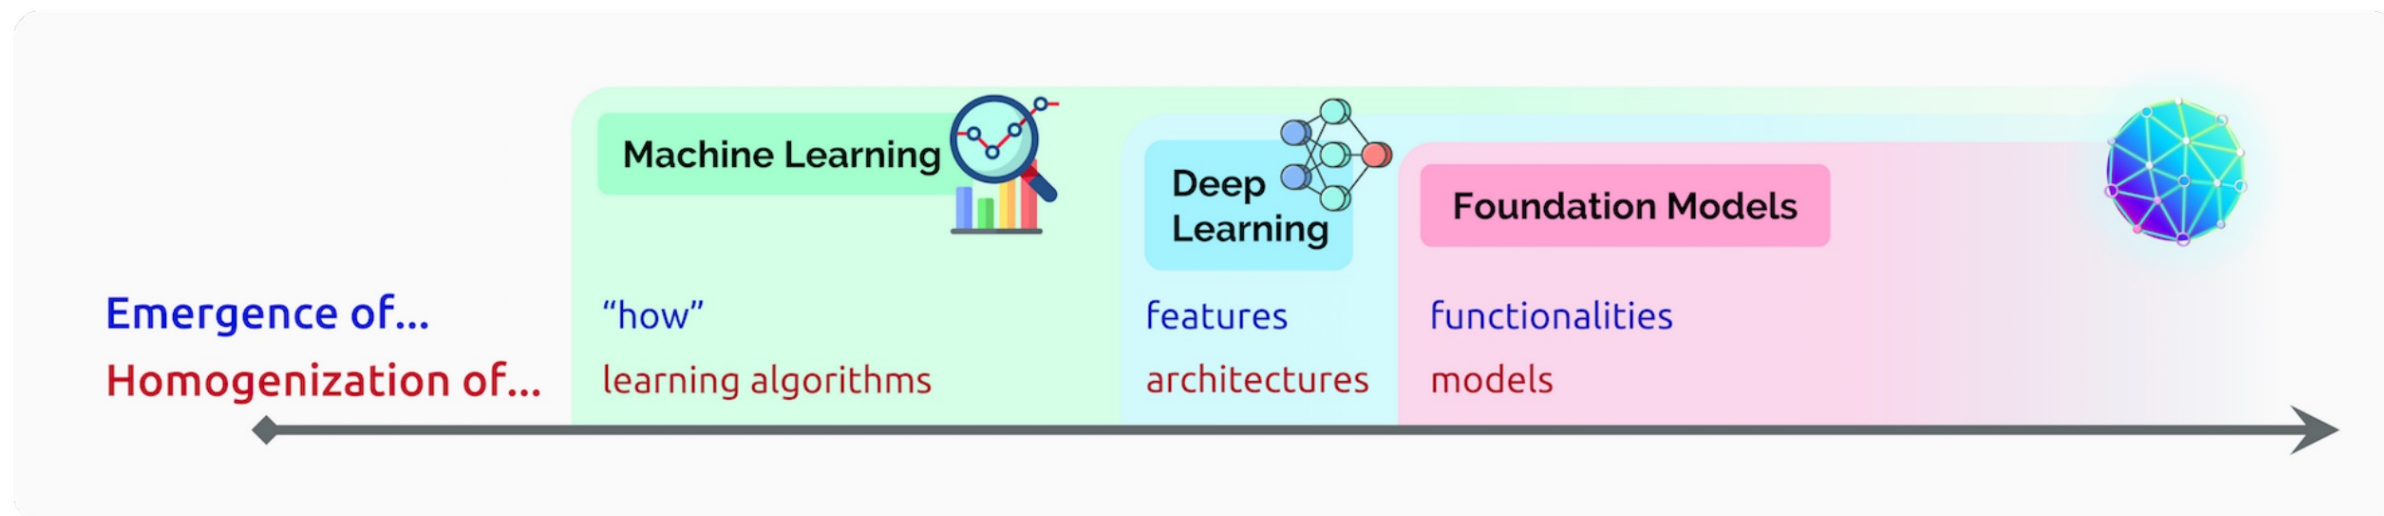 Machine Learning
Deep
Learning
Foundation Models
Emergence of...
“how”
features
functionalities
Homogenization of...
learning algorithms
architectures
models